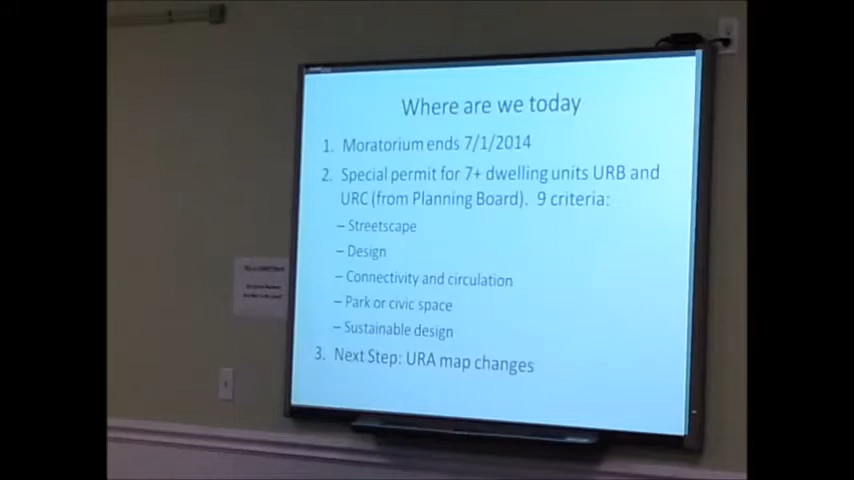 Where are we today
1. Moratorium ends 7/1/2014
2. Special permit for 7+ dwelling units URB and
URC (from Planning Board). 9 criteria:
– Streetscape
– Design
– Connectivity and circulation
– Park or civic space
– Sustainable design
3. Next Step: URA map changes